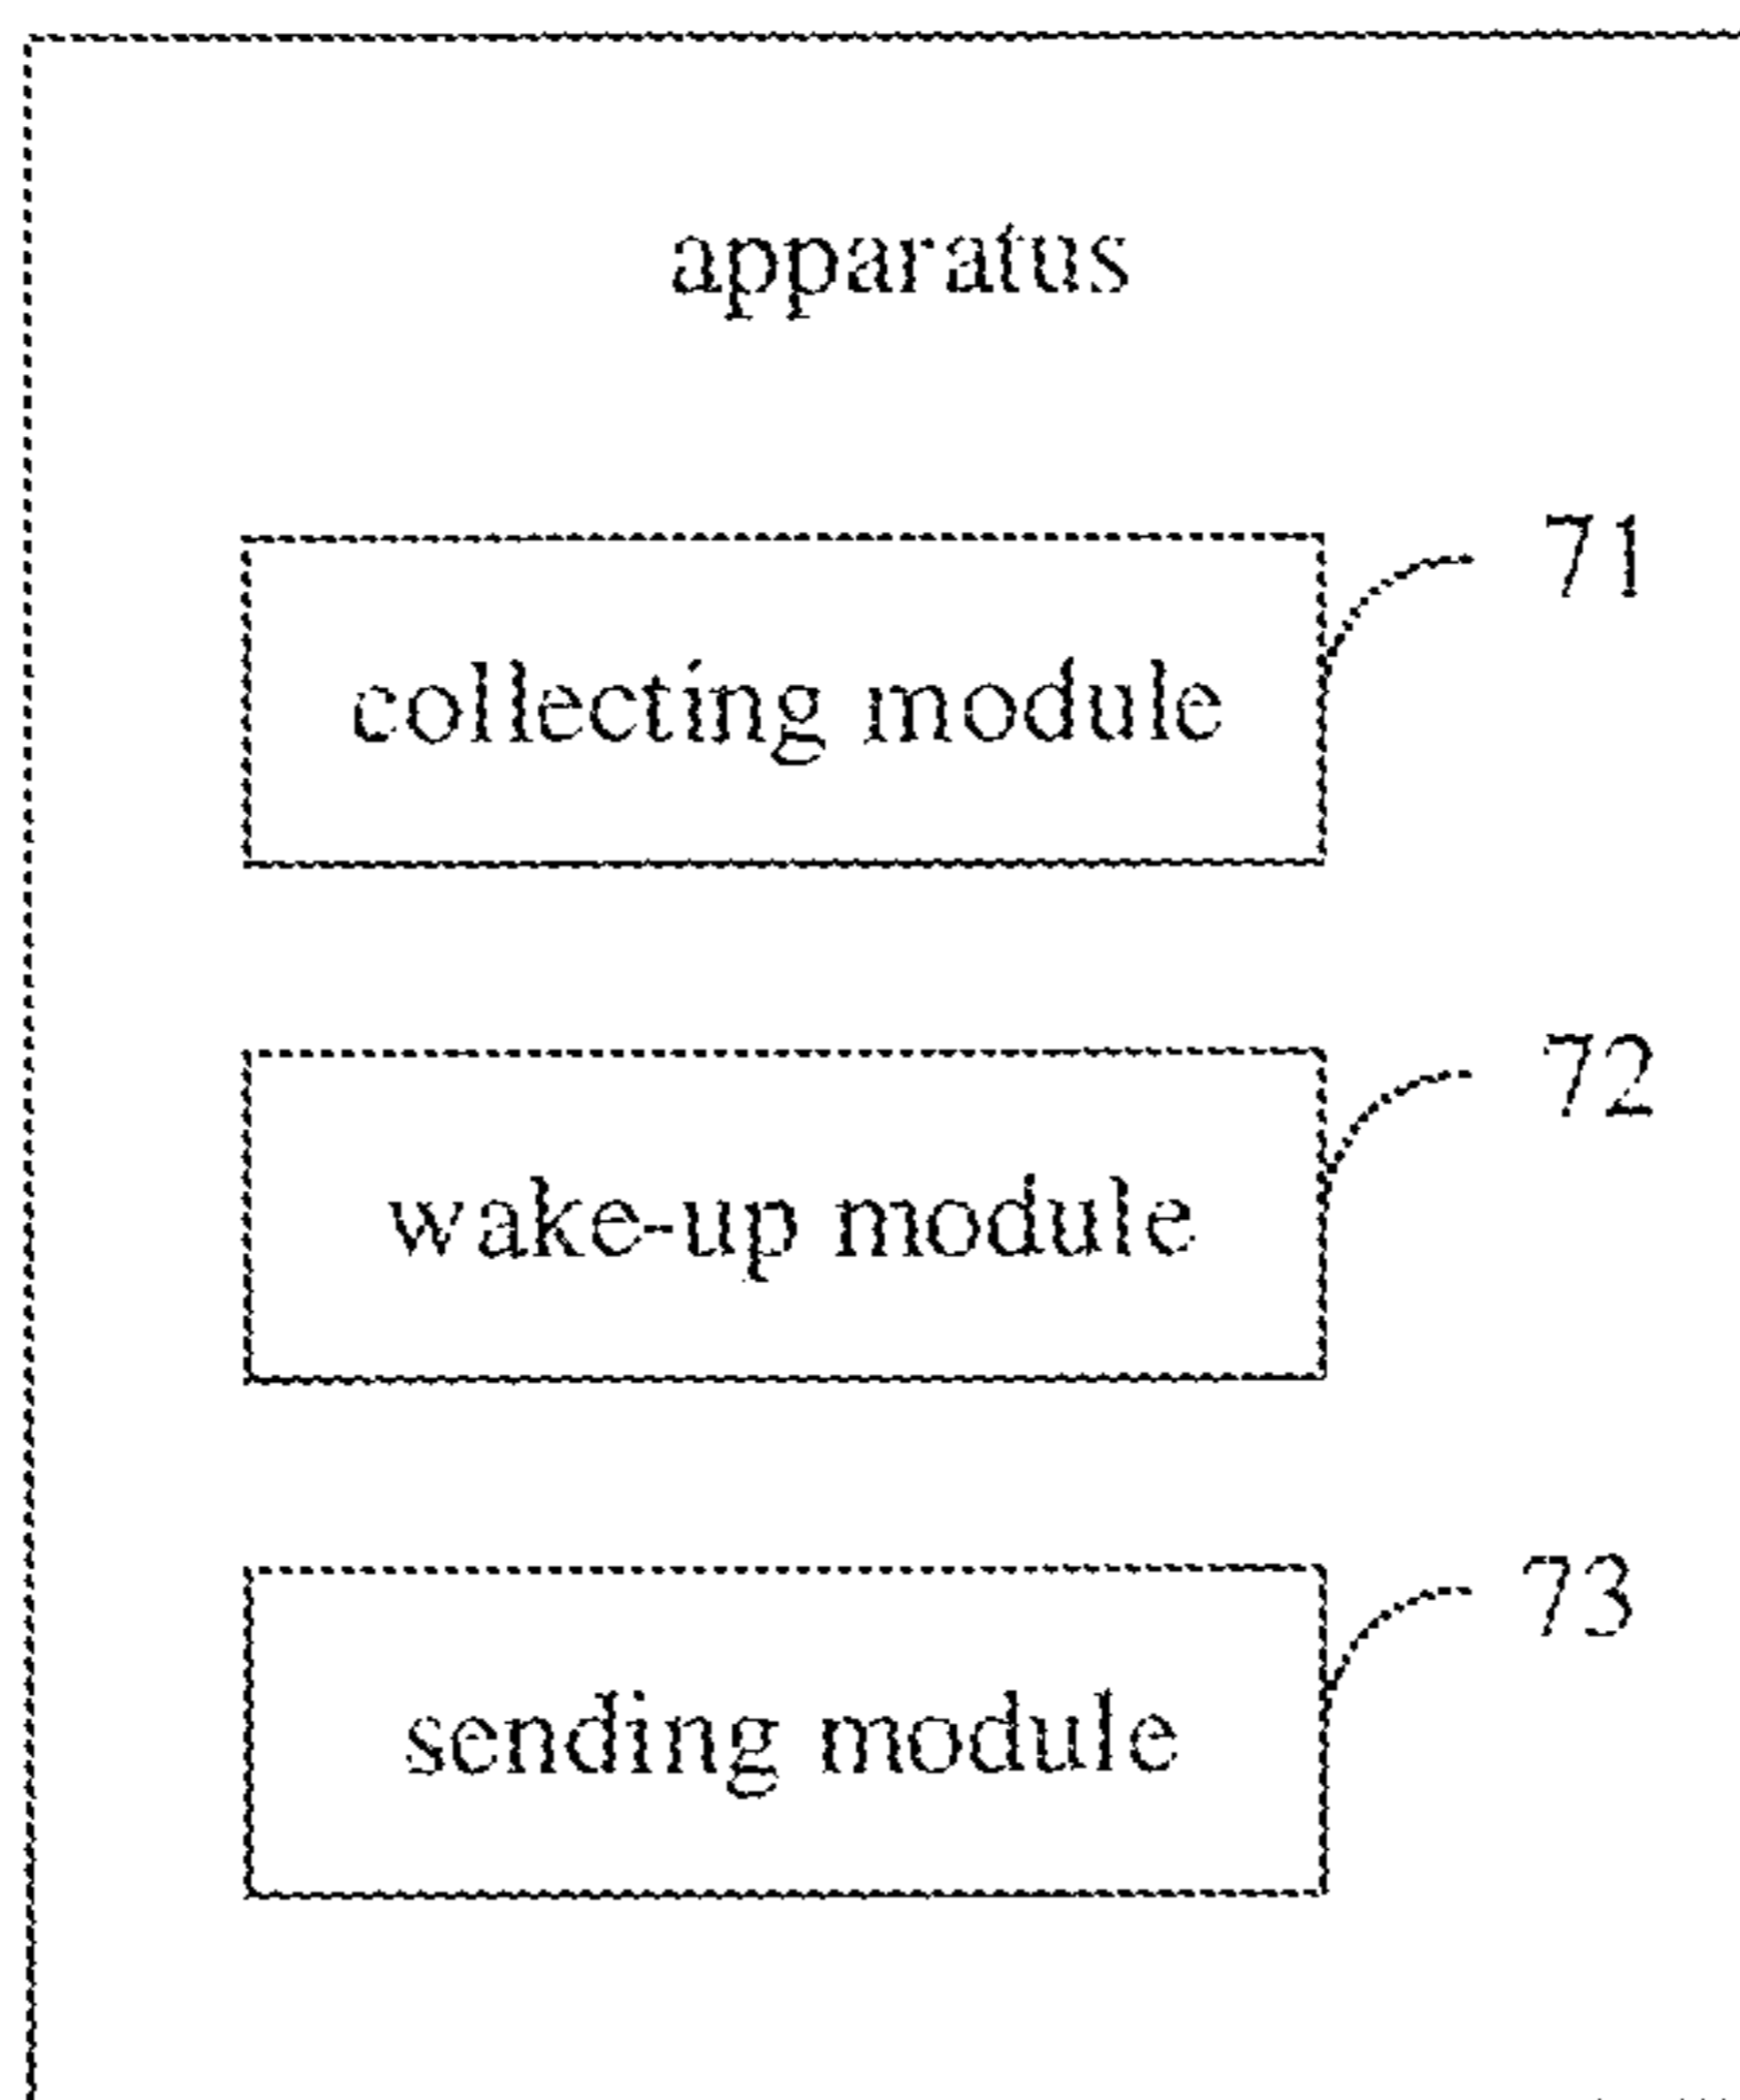 apparatus
71
collecting module
72
wake-up module
73
sending module